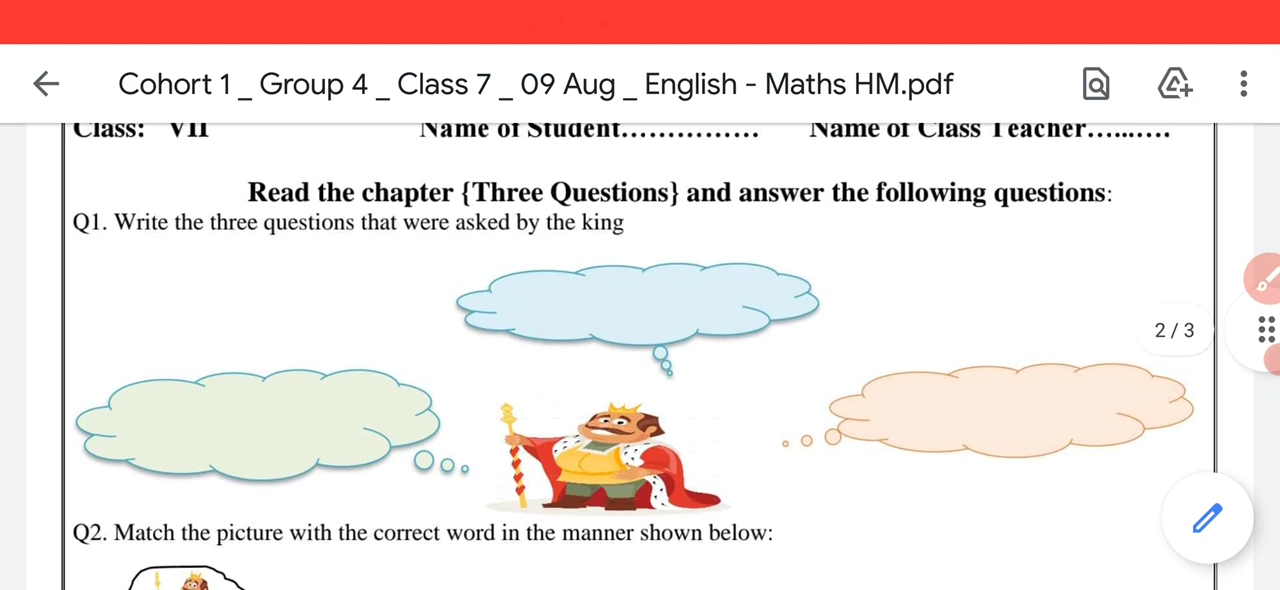 Cohort 1 _ Group 4 _ Class 7 _ 09 Aug _ English - Maths HM.pdf
Class: VII Name of Student............... Name of Class Teacher..........
Read the chapter {Three Questions} and answer the following questions:
Q1. Write the three questions that were asked by the king
2 / 3
Q2. Match the picture with the correct word in the manner shown below: